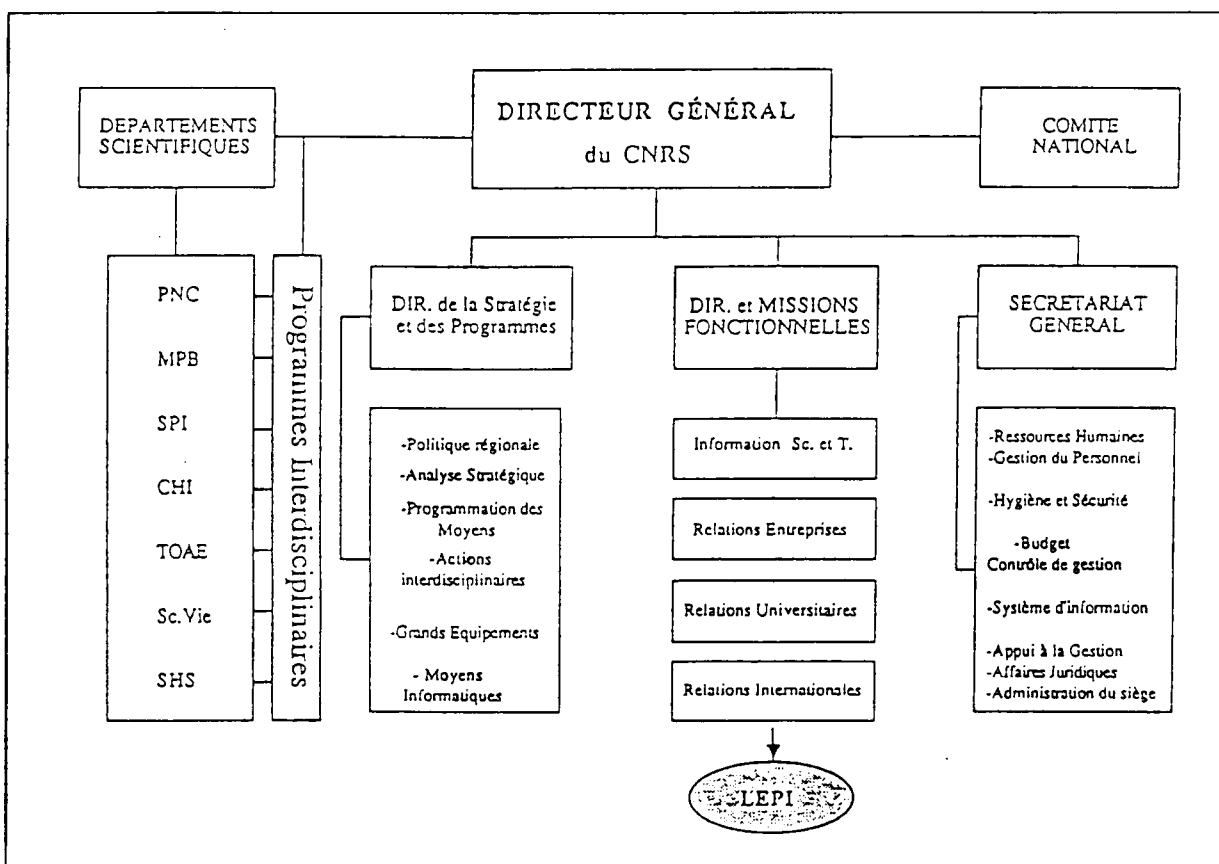 DEPARTEMENTS
SCIENTIFIQUES
DIRECTEUR GÉNÉRAL
du CNRS
COMITE
NATIONAL
PNC
MPB
SPI
CHI
TOAE
Sc.Vie
SHS
Programmes Interdisciplinaires
DIR. de la Stratégie
et des Programmes
-Politique régionale
-Analyse Stratégique
-Programmation des
Moyens
-Actions
interdisciplinaires
-Grands Equipements
- Moyens
Informatiques
DIR. et MISSIONS
FONCTIONNELLES
Information Sc. et T.
Relations Entreprises
Relations Universitaires
Relations Internationales
LEPI
SECRETARIAT
GENERAL
-Ressources Humaines
-Gestion du Personnel
-Hygiène et Sécurité
-Budget
Contrôle de gestion
-Système d'information
-Appui à la Gestion
-Affaires Juridiques
-Administration du siège